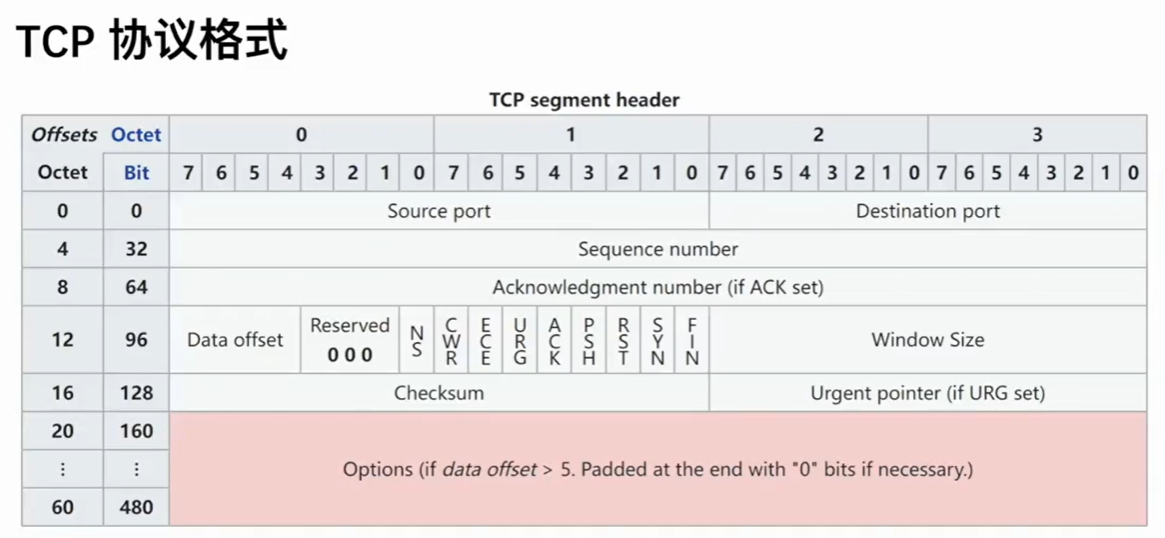 TCP 协议格式
TCP segment header
Offsets Octet 0 1 2 3
Octet Bit 7 6 5 4 3 2 1 0 7 6 5 4 3 2 1 0 7 6 5 4 3 2 1 0 7 6 5 4 3 2 1 0
0 0 Source port Destination port
4 32 Sequence number
8 64 Acknowledgment number (if ACK set)
12 96 Data offset Reserved 0 0 0 NS CWR ECE URG ACK PSH RST SYN FIN Window Size
16 128 Checksum Urgent pointer (if URG set)
20 160
⋮ ⋮ Options (if data offset > 5. Padded at the end with "0" bits if necessary.)
60 480